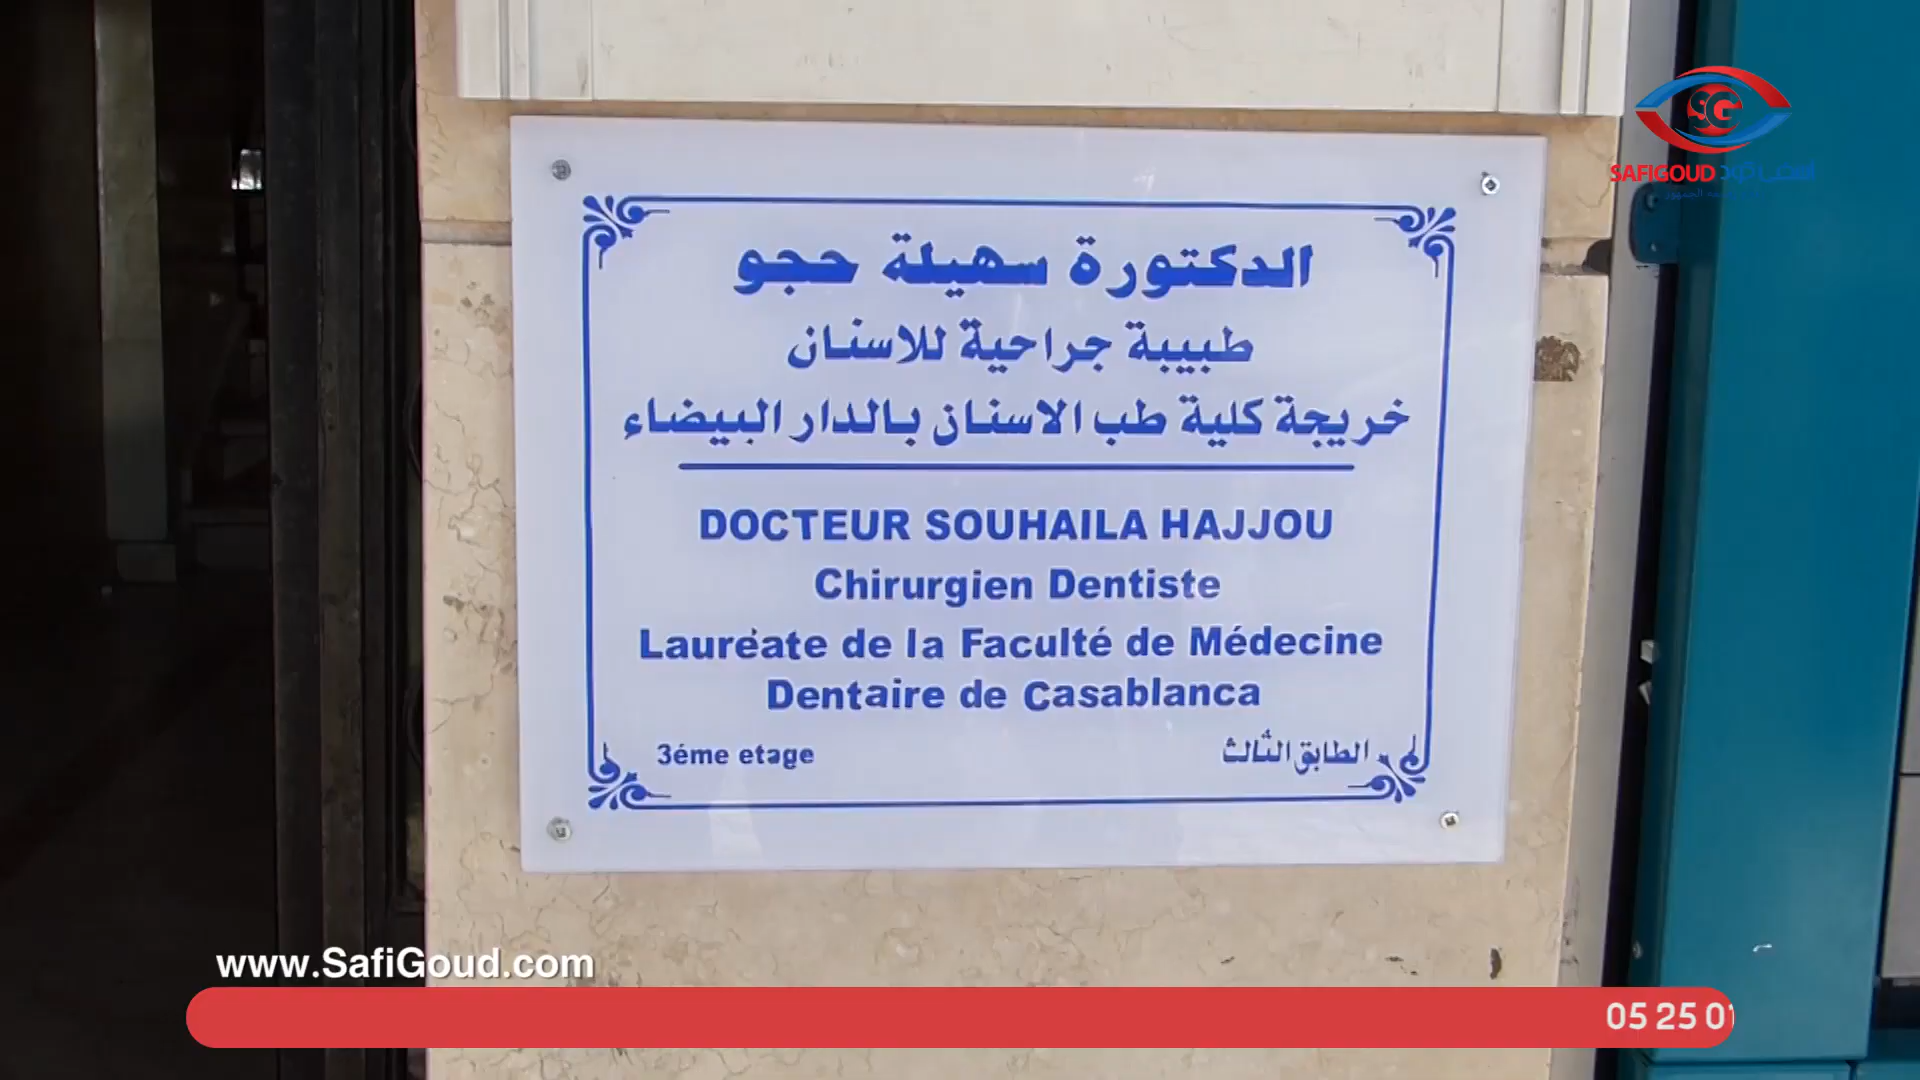 SAFIGOUD
الدكتورة سهيلة حجو
طبيبة جراحية للاسنان
خريجة كلية طب الاسنان بالدار البيضاء
DOCTEUR SOUHAILA HAJJOU
Chirurgien Dentiste
Lauréate de la Faculté de Médecine
Dentaire de Casablanca
3éme etage
الطابق الثالث
www.SafiGoud.com
05 25 0